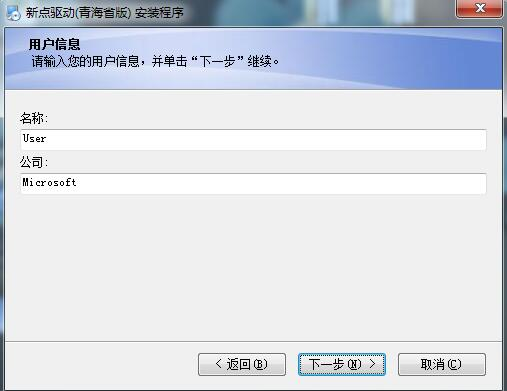 新点驱动(青海省版) 安装程序
用户信息
请输入您的用户信息，并单击“下一步”继续。
名称:
User
公司:
Microsoft
< 返回(B)
下一步(N) >
取消(C)